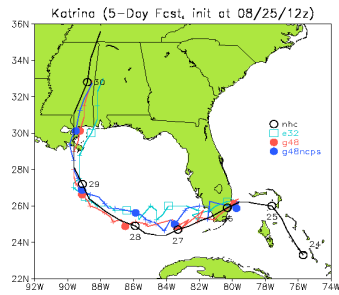 Katrina (5-Day Fcst, init at 08/25/12z)
36N
34N
32N
30N
28N
26N
24N
22N
30
29
28
27
26
25
24
nhc
e32
g48
g48ncps
92W 90W 88W 86W 84W 82W 80W 78W 76W 74W